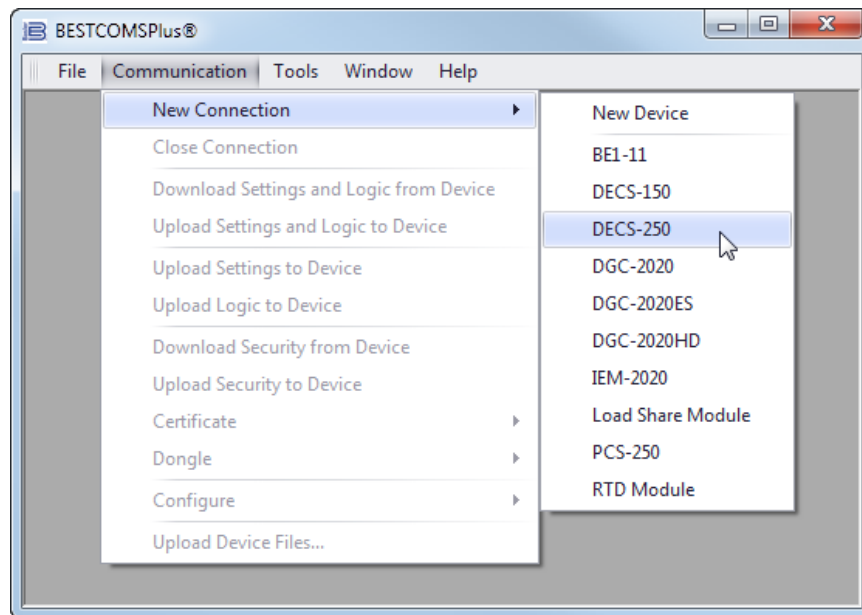 BESTCOMSPlus®
File Communication Tools Window Help
New Connection
Close Connection
Download Settings and Logic from Device
Upload Settings and Logic to Device
Upload Settings to Device
Upload Logic to Device
Download Security from Device
Upload Security to Device
Certificate
Dongle
Configure
Upload Device Files...
New Device
BE1-11
DECS-150
DECS-250
DGC-2020
DGC-2020ES
DGC-2020HD
IEM-2020
Load Share Module
PCS-250
RTD Module